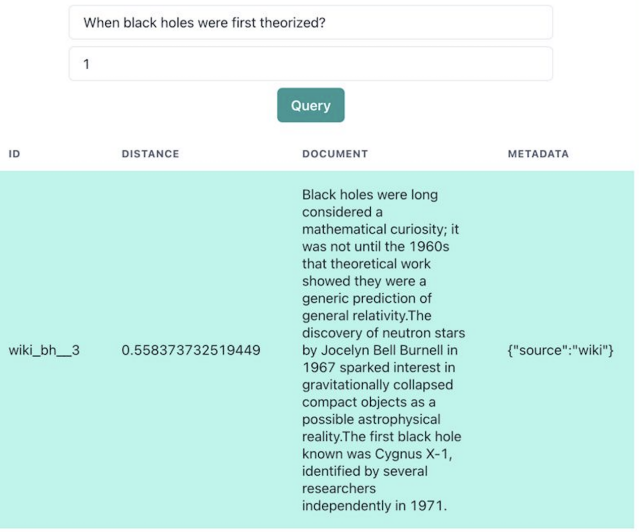 When black holes were first theorized?
1
Query
ID DISTANCE DOCUMENT METADATA
Black holes were long
considered a
mathematical curiosity; it
was not until the 1960s
that theoretical work
showed they were a
generic prediction of
general relativity.The
discovery of neutron stars
wiki_bh__3 0.558373732519449 by Jocelyn Bell Burnell in {"source":"wiki"}
1967 sparked interest in
gravitationally collapsed
compact objects as a
possible astrophysical
reality.The first black hole
known was Cygnus X-1,
identified by several
researchers
independently in 1971.